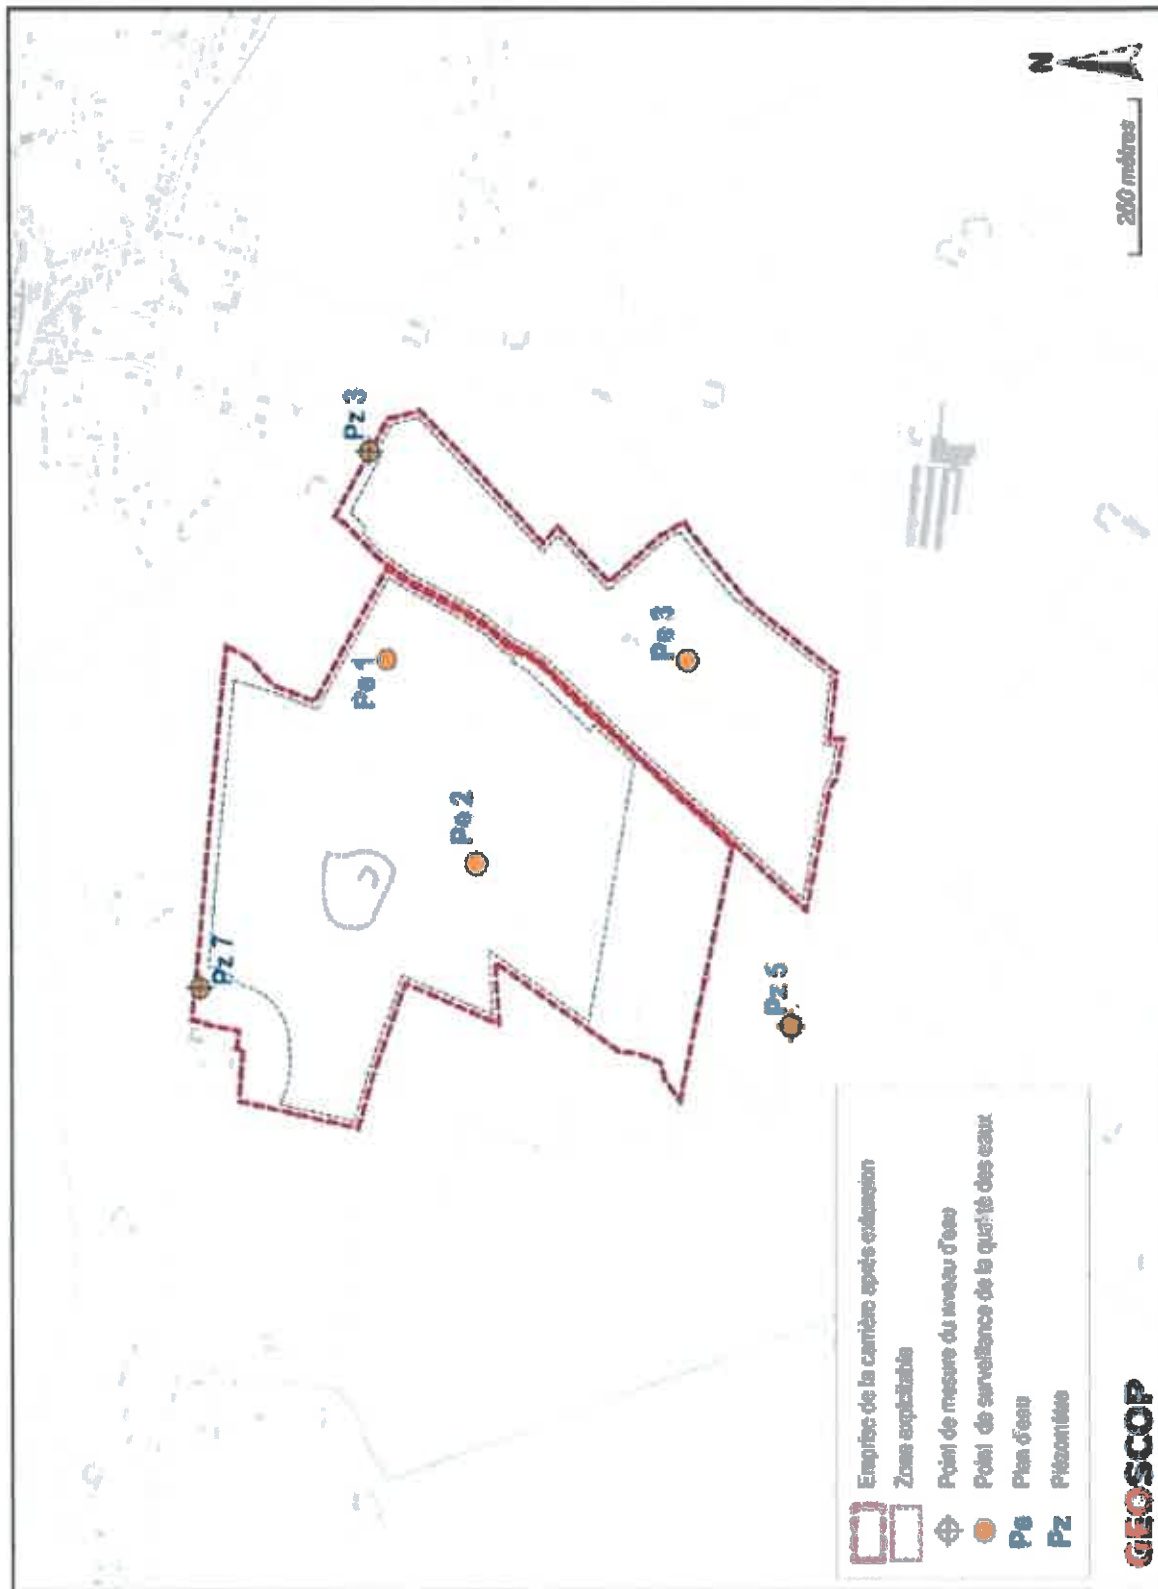 N
200 mètres
Pz 3
Pz 7
Pe 1
Pe 2
Pe 3
Pz 5
Emprise de la carrière après extension
Zone exploitable
Point de mesure du niveau d'eau
Point de surveillance de la qualité des eaux
Pe Plan d'eau
Pz Piézomètre
GEOSCOP